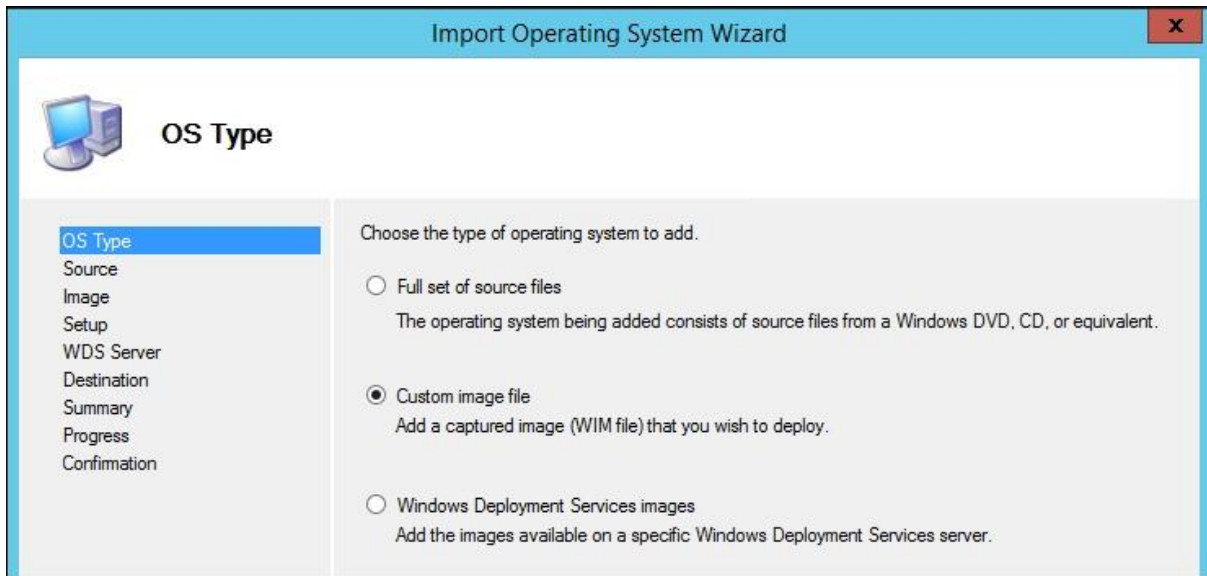 Import Operating System Wizard
x
OS Type
OS Type
Source
Image
Setup
WDS Server
Destination
Summary
Progress
Confirmation
Choose the type of operating system to add.
Full set of source files
The operating system being added consists of source files from a Windows DVD, CD, or equivalent.
Custom image file
Add a captured image (WIM file) that you wish to deploy.
Windows Deployment Services images
Add the images available on a specific Windows Deployment Services server.